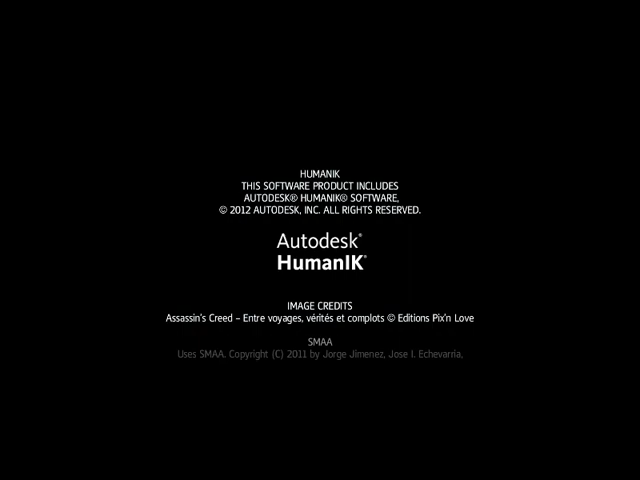 HUMANIK
THIS SOFTWARE PRODUCT INCLUDES
AUTODESK® HUMANIK® SOFTWARE,
© 2012 AUTODESK, INC. ALL RIGHTS RESERVED.
Autodesk®
HumanIK®
IMAGE CREDITS
Assassin's Creed – Entre voyages, vérités et complots © Editions Pix'n Love
SMAA
Uses SMAA. Copyright (C) 2011 by Jorge Jimenez, Jose I. Echevarria,